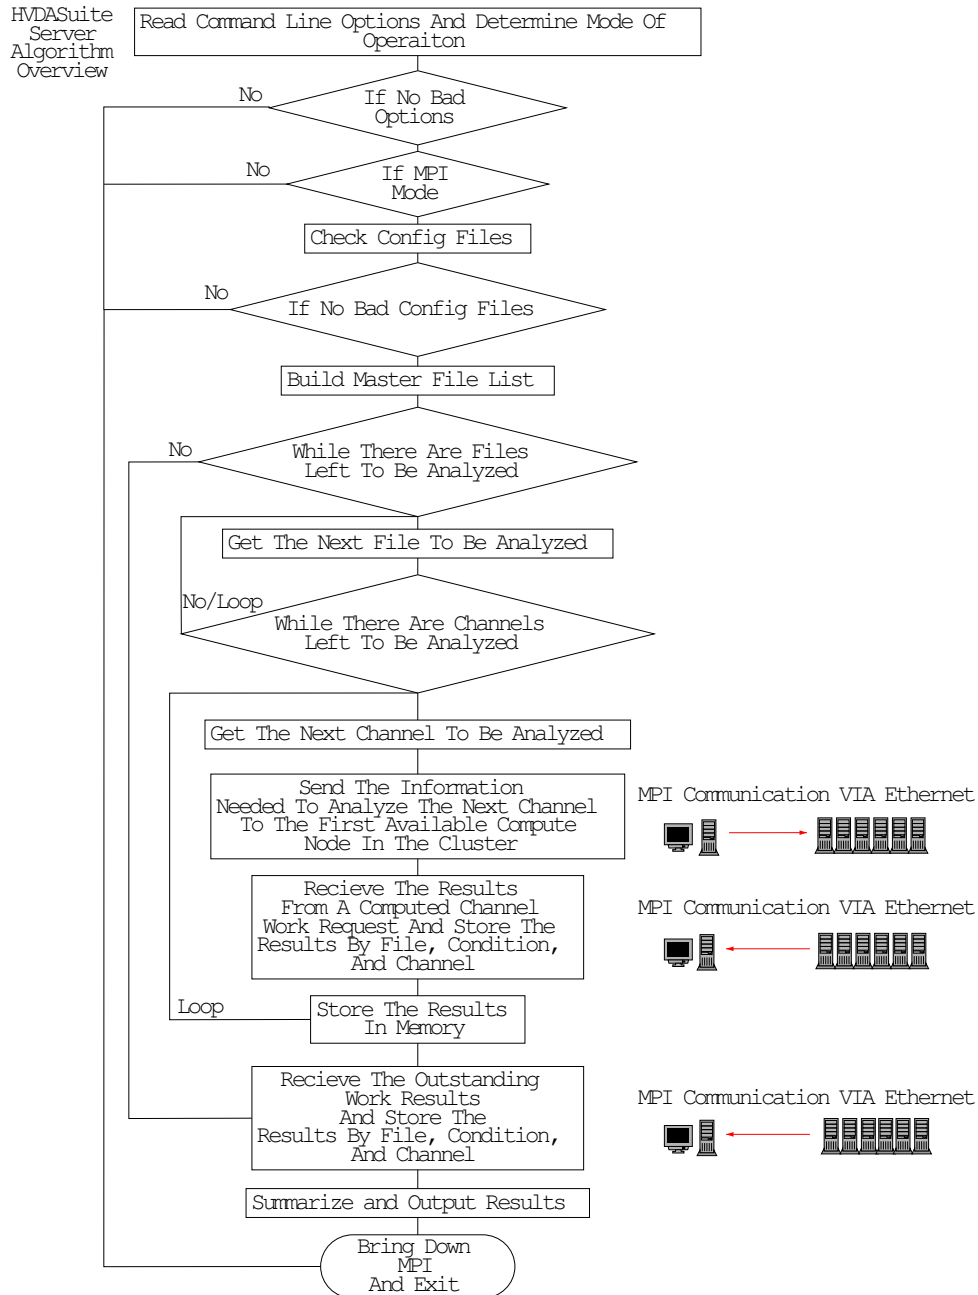 HVDASuite
Server
Algorithm
Overview
Read Command Line Options And Determine Mode Of
Operaiton
No
If No Bad
Options
No
If MPI
Mode
Check Config Files
No
If No Bad Config Files
Build Master File List
No
While There Are Files
Left To Be Analyzed
Get The Next File To Be Analyzed
No/Loop
While There Are Channels
Left To Be Analyzed
Get The Next Channel To Be Analyzed
Send The Information
Needed To Analyze The Next Channel
To The First Available Compute
Node In The Cluster
MPI Communication VIA Ethernet
Recieve The Results
From A Computed Channel
Work Request And Store The
Results By File, Condition,
And Channel
MPI Communication VIA Ethernet
Loop
Store The Results
In Memory
Recieve The Outstanding
Work Results
And Store The
Results By File, Condition,
And Channel
MPI Communication VIA Ethernet
Summarize and Output Results
Bring Down
MPI
And Exit